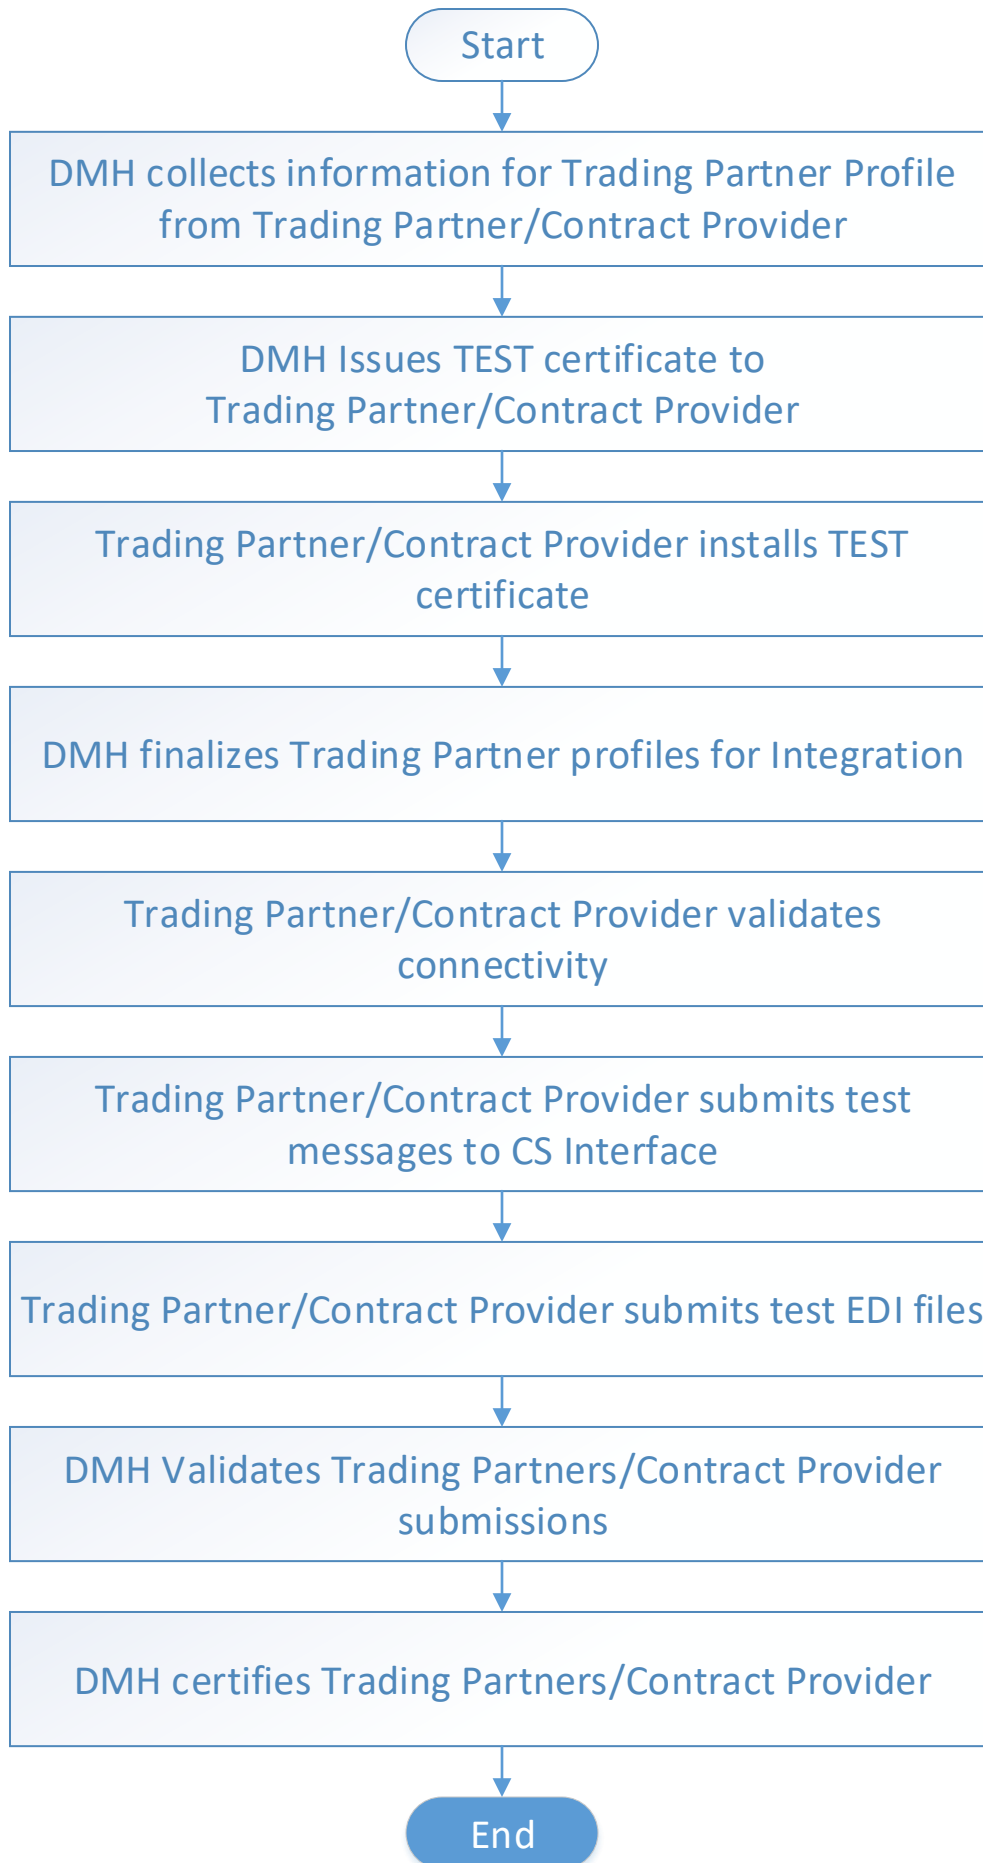 Start
DMH collects information for Trading Partner Profile
from Trading Partner/Contract Provider
DMH Issues TEST certificate to
Trading Partner/Contract Provider
Trading Partner/Contract Provider installs TEST
certificate
DMH finalizes Trading Partner profiles for Integration
Trading Partner/Contract Provider validates
connectivity
Trading Partner/Contract Provider submits test
messages to CS Interface
Trading Partner/Contract Provider submits test EDI files
DMH Validates Trading Partners/Contract Provider
submissions
DMH certifies Trading Partners/Contract Provider
End